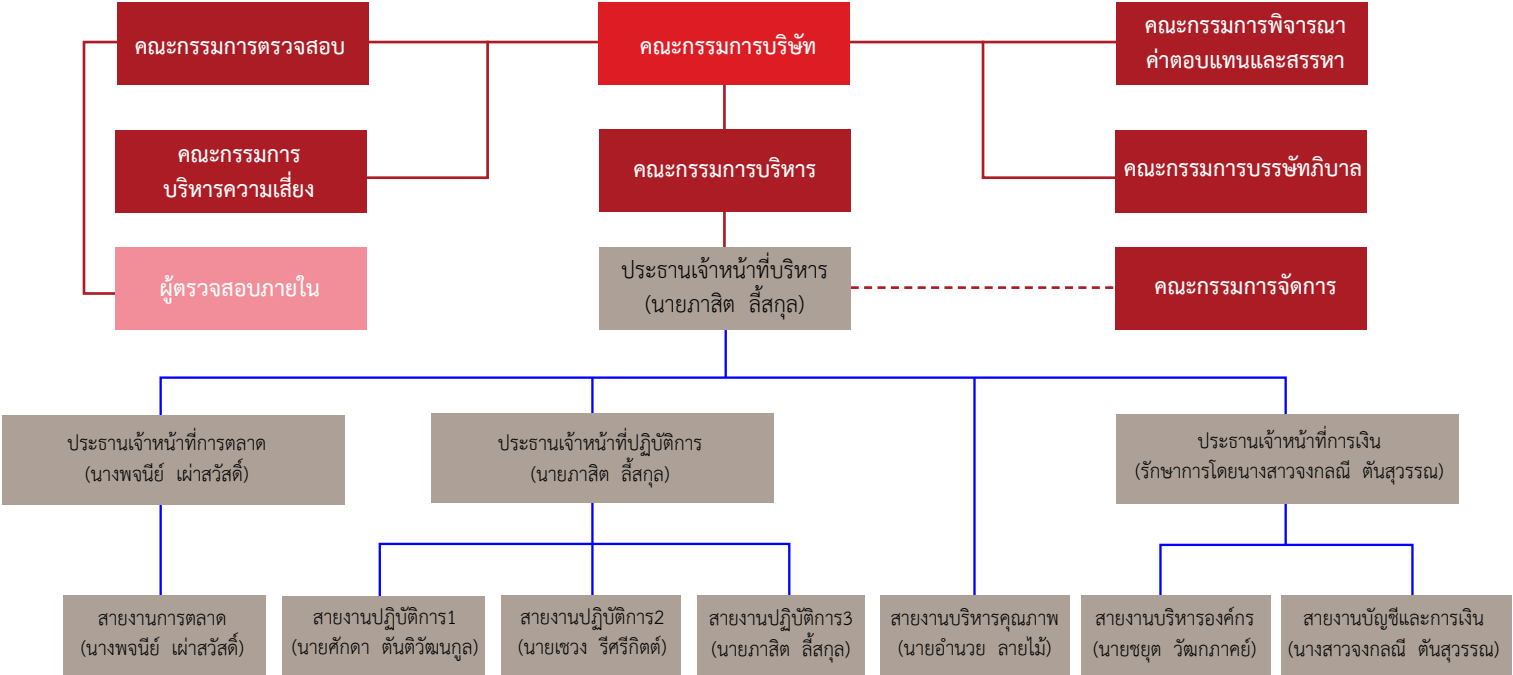 คณะกรรมการตรวจสอบ
คณะกรรมการบริษัท
คณะกรรมการพิจารณา
ค่าตอบแทนและสรรหา
คณะกรรมการ
บริหารความเสี่ยง
คณะกรรมการบริหาร
คณะกรรมการบรรษัทภิบาล
ผู้ตรวจสอบภายใน
ประธานเจ้าหน้าที่บริหาร
(นายภาสิต ลี้สกุล)
คณะกรรมการจัดการ
ประธานเจ้าหน้าที่การตลาด
(นางพจนีย์ เผ่าสวัสดิ์)
ประธานเจ้าหน้าที่ปฏิบัติการ
(นายภาสิต ลี้สกุล)
ประธานเจ้าหน้าที่การเงิน
(รักษาการโดยนางสาวจงกลณี ตันสุวรรณ)
สายงานการตลาด
(นางพจนีย์ เผ่าสวัสดิ์)
สายงานปฏิบัติการ1
(นายศักดา ตันติวัฒนกูล)
สายงานปฏิบัติการ2
(นายเชวง รีศรีกิตต์)
สายงานปฏิบัติการ3
(นายภาสิต ลี้สกุล)
สายงานบริหารคุณภาพ
(นายอำนวย ลายไม้)
สายงานบริหารองค์กร
(นายชยุต วัฒกภาคย์)
สายงานบัญชีและการเงิน
(นางสาวจงกลณี ตันสุวรรณ)